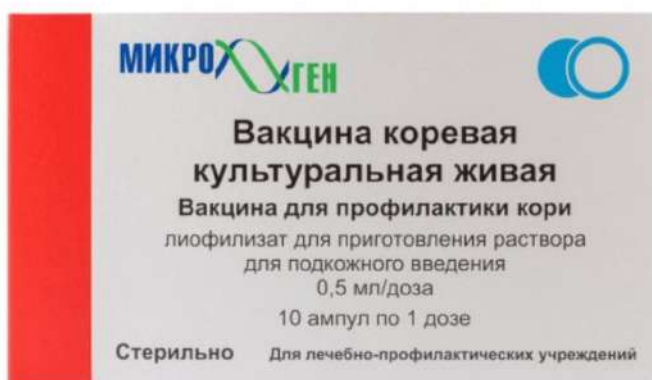 МИКРОГЕН
Вакцина коревая
культуральная живая
Вакцина для профилактики кори
лиофилизат для приготовления раствора
для подкожного введения
0,5 мл/доза
10 ампул по 1 дозе
Стерильно Для лечебно-профилактических учреждений